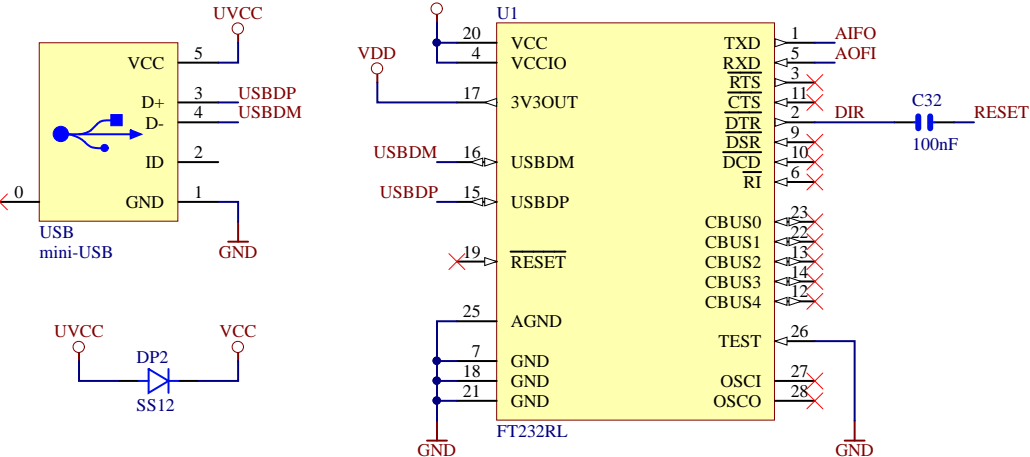 UVCC
VCC 5
D+ 3 USBDP
D- 4 USBDM
ID 2
0 GND 1
USB
mini-USB
GND
UVCC VCC
DP2
SS12
U1
20 VCC
4 VCCIO
VDD
17 3V3OUT
USBDM 16 USBDM
USBDP 15 USBDP
19 RESET
25 AGND
7 GND
18 GND
21 GND
GND
FT232RL
TXD 1 AIFO
RXD 5 AOFI
RTS 3
CTS 11
DTR 2 DIR
DSR 9
DCD 10
RI 6
CBUS0 23
CBUS1 22
CBUS2 13
CBUS3 14
CBUS4 12
TEST 26
OSCI 27
OSCO 28
GND
C32
100nF
RESET